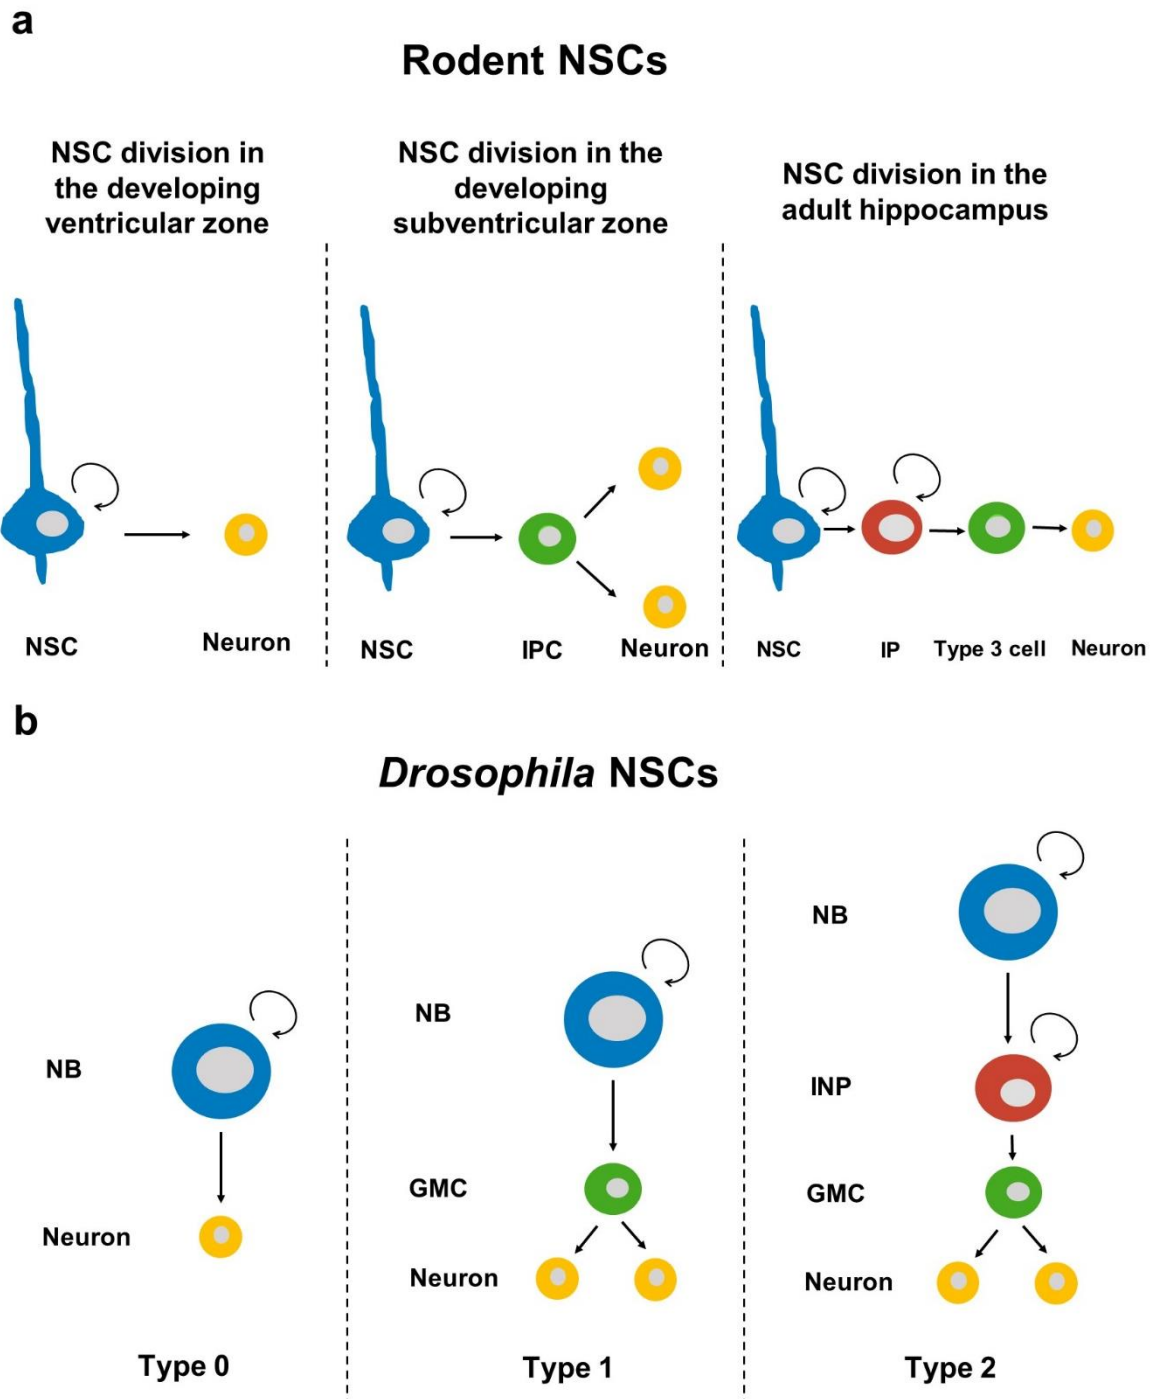 a
Rodent NSCs
NSC division in
the developing
ventricular zone
NSC division in the
developing
subventricular zone
NSC division in the
adult hippocampus
NSC
Neuron
NSC
IPC
Neuron
NSC
IP
Type 3 cell
Neuron
b
Drosophila NSCs
NB
Neuron
Type 0
NB
GMC
Neuron
Type 1
NB
INP
GMC
Neuron
Type 2